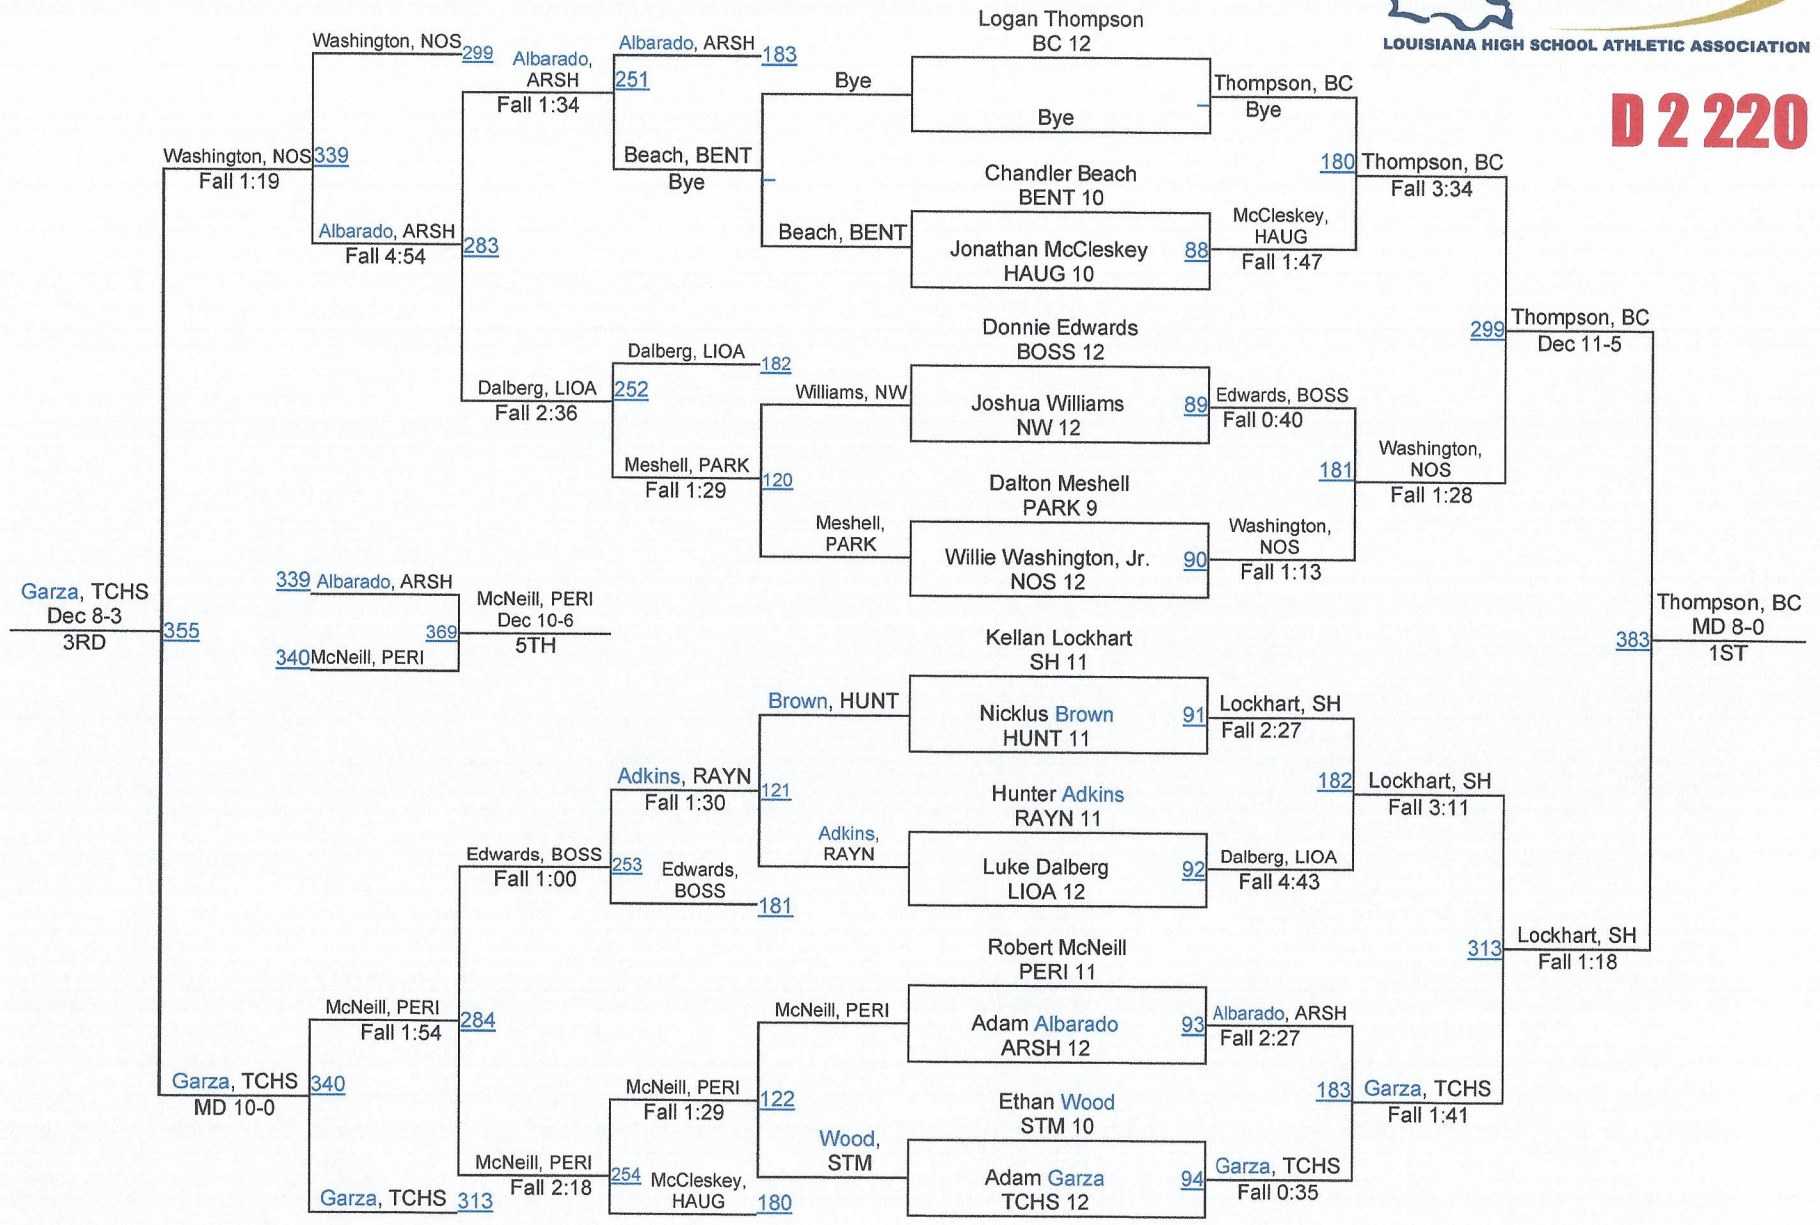 LOUISIANA HIGH SCHOOL ATHLETIC ASSOCIATION
D 2 220
Washington, NOS
299
Albarado,
ARSH
Fall 1:34
Albarado, ARSH
183
251
Beach, BENT
Bye
Washington, NOS
Fall 1:19
339
Albarado, ARSH
Fall 4:54
283
Dalberg, LIOA
182
Dalberg, LIOA
Fall 2:36
252
Meshell, PARK
Fall 1:29
120
Bye
Beach, BENT
Williams, NW
Meshell,
PARK
Logan Thompson
BC 12
Bye
Chandler Beach
BENT 10
Jonathan McCleskey
HAUG 10
88
Donnie Edwards
BOSS 12
Joshua Williams
NW 12
89
Dalton Meshell
PARK 9
Willie Washington, Jr.
NOS 12
90
Thompson, BC
Bye
McCleskey,
HAUG
Fall 1:47
180
Thompson, BC
Fall 3:34
Edwards, BOSS
Fall 0:40
Washington,
NOS
Fall 1:13
181
Washington,
NOS
Fall 1:28
299
Thompson, BC
Dec 11-5
Garza, TCHS
Dec 8-3
3RD
355
339 Albarado, ARSH
340 McNeill, PERI
369
McNeill, PERI
Dec 10-6
5TH
383
Thompson, BC
MD 8-0
1ST
Brown, HUNT
Adkins, RAYN
Fall 1:30
121
Adkins,
RAYN
Edwards, BOSS
Fall 1:00
253
Edwards,
BOSS
181
McNeill, PERI
Fall 1:54
284
Garza, TCHS
MD 10-0
340
McNeill, PERI
McNeill, PERI
Fall 1:29
122
Wood,
STM
McNeill, PERI
Fall 2:18
254
McCleskey,
HAUG
180
Garza, TCHS
313
Kellan Lockhart
SH 11
Nicklus Brown
HUNT 11
91
Hunter Adkins
RAYN 11
Luke Dalberg
LIOA 12
92
Robert McNeill
PERI 11
Adam Albarado
ARSH 12
93
Ethan Wood
STM 10
Adam Garza
TCHS 12
94
Lockhart, SH
Fall 2:27
Dalberg, LIOA
Fall 4:43
182
Lockhart, SH
Fall 3:11
Albarado, ARSH
Fall 2:27
Garza, TCHS
Fall 0:35
183
Garza, TCHS
Fall 1:41
313
Lockhart, SH
Fall 1:18